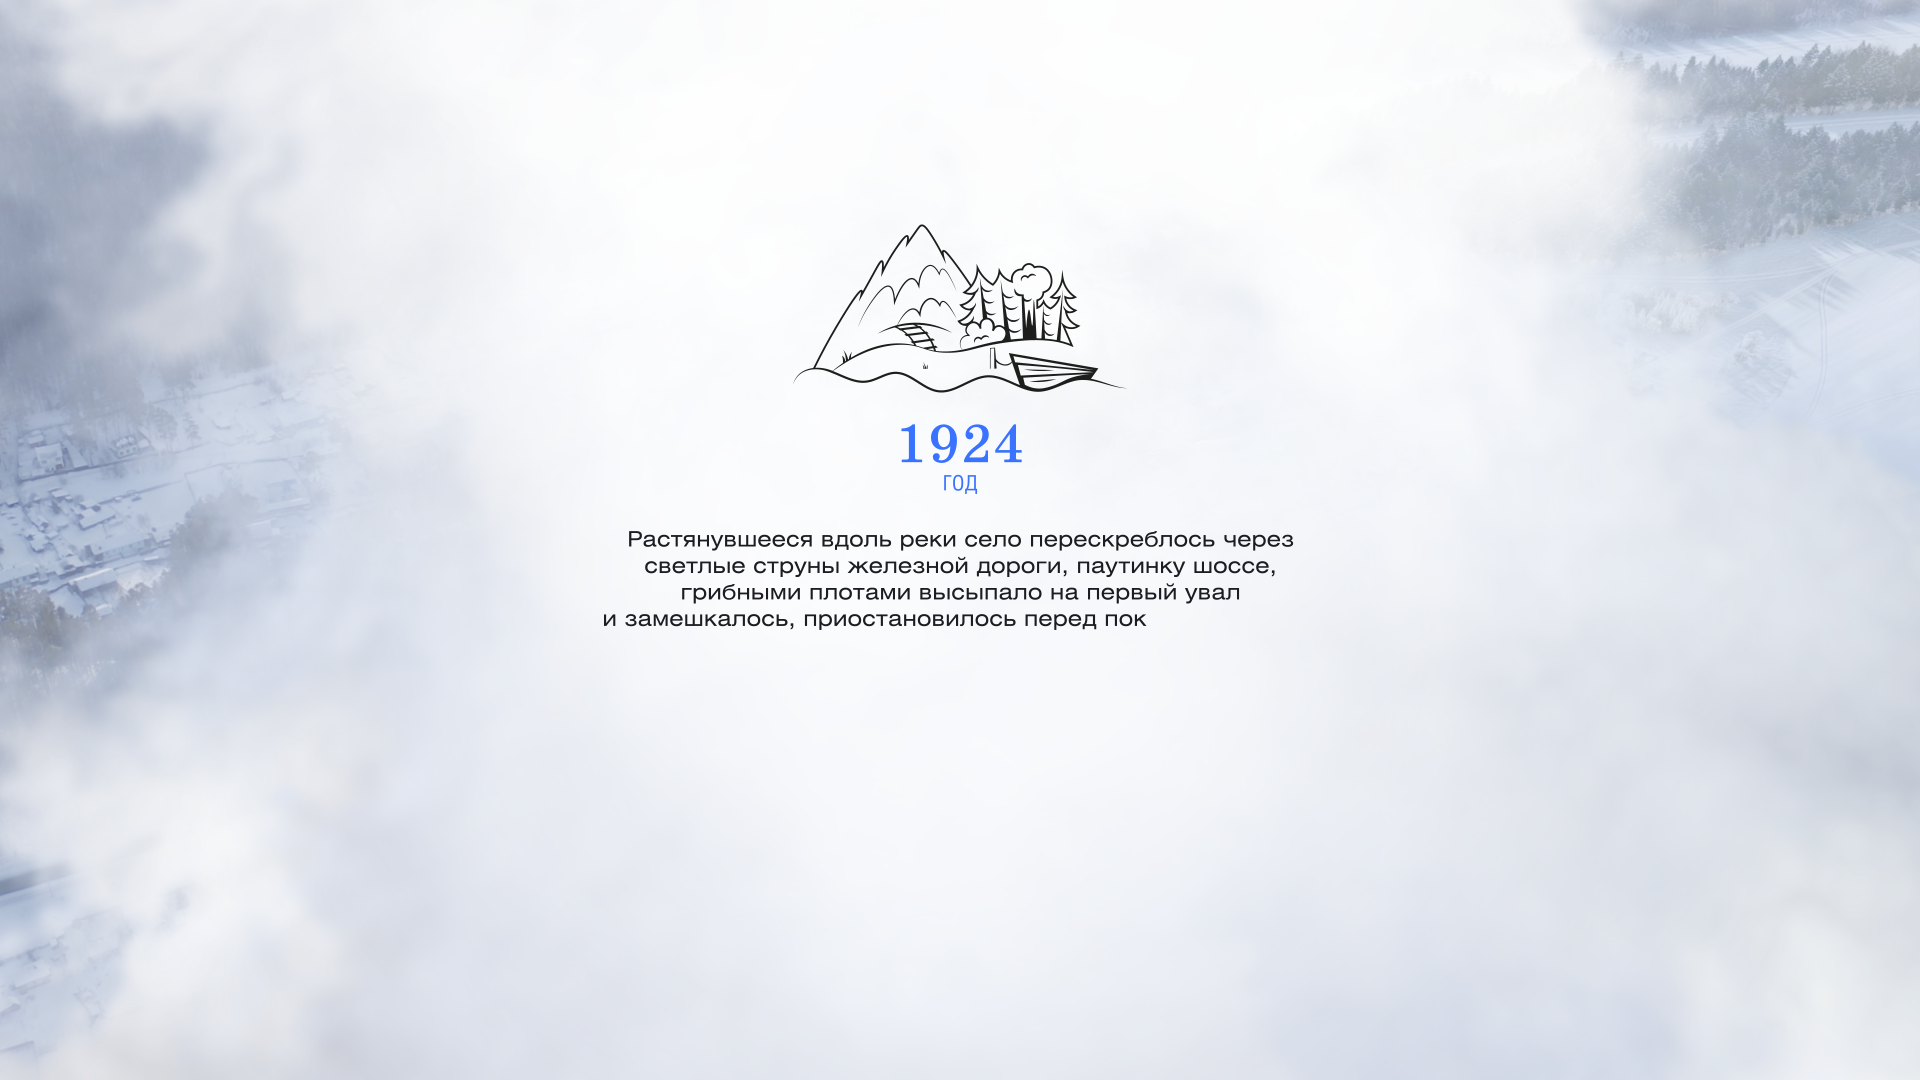 1924
ГОД
Растянувшееся вдоль реки село перескреблось через
светлые струны железной дороги, паутинку шоссе,
грибными плотами высыпало на первый увал
и замешкалось, приостановилось перед пок